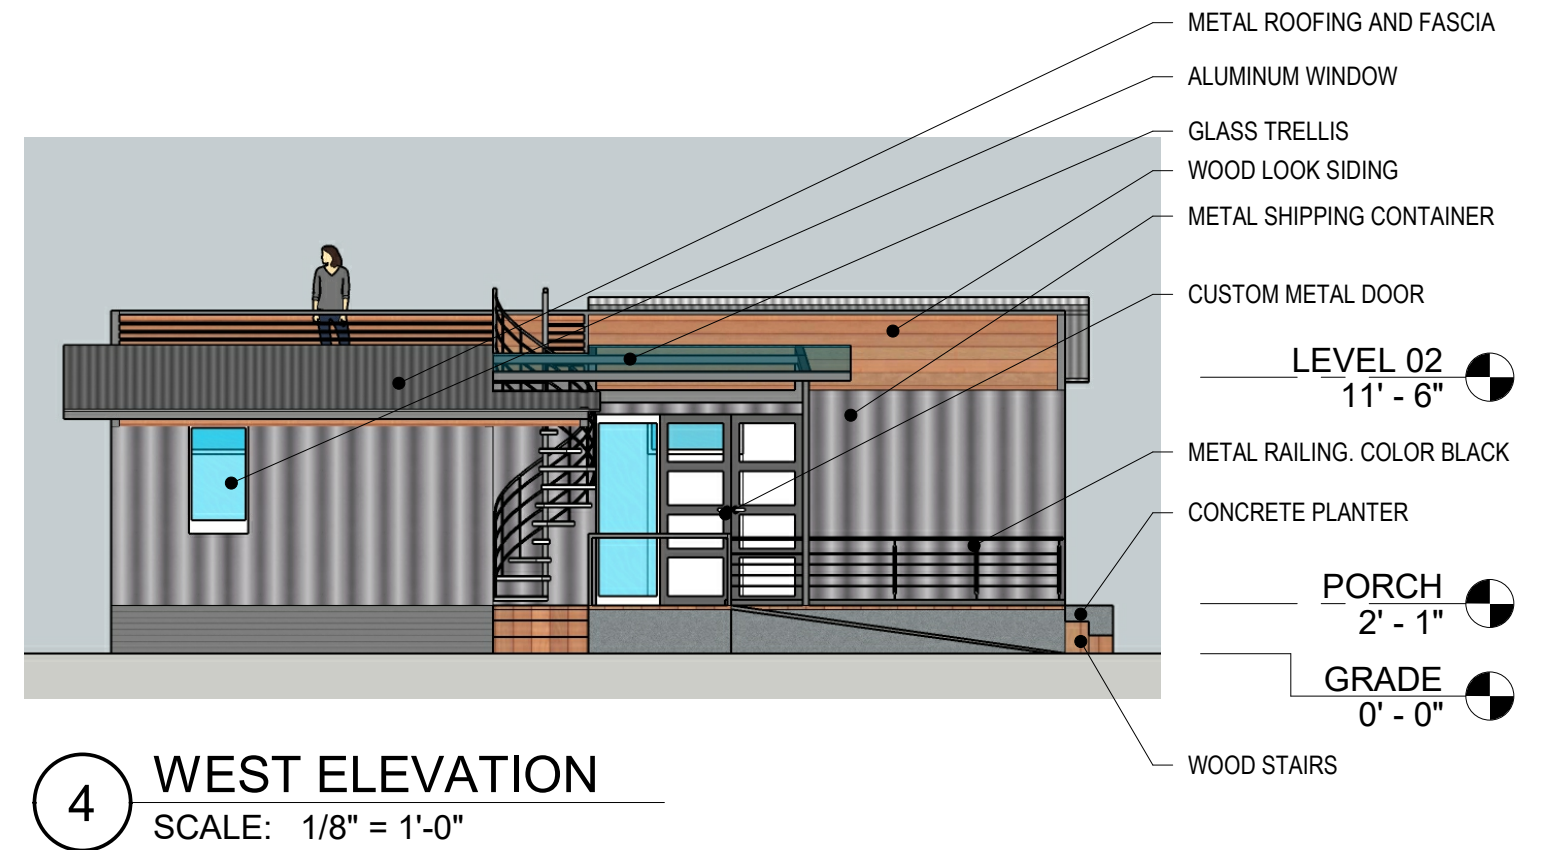 METAL ROOFING AND FASCIA
ALUMINUM WINDOW
GLASS TRELLIS
WOOD LOOK SIDING
METAL SHIPPING CONTAINER
CUSTOM METAL DOOR
LEVEL 02
11' - 6"
METAL RAILING. COLOR BLACK
CONCRETE PLANTER
PORCH
2' - 1"
GRADE
0' - 0"
WOOD STAIRS
4
WEST ELEVATION
SCALE: 1/8" = 1'-0"